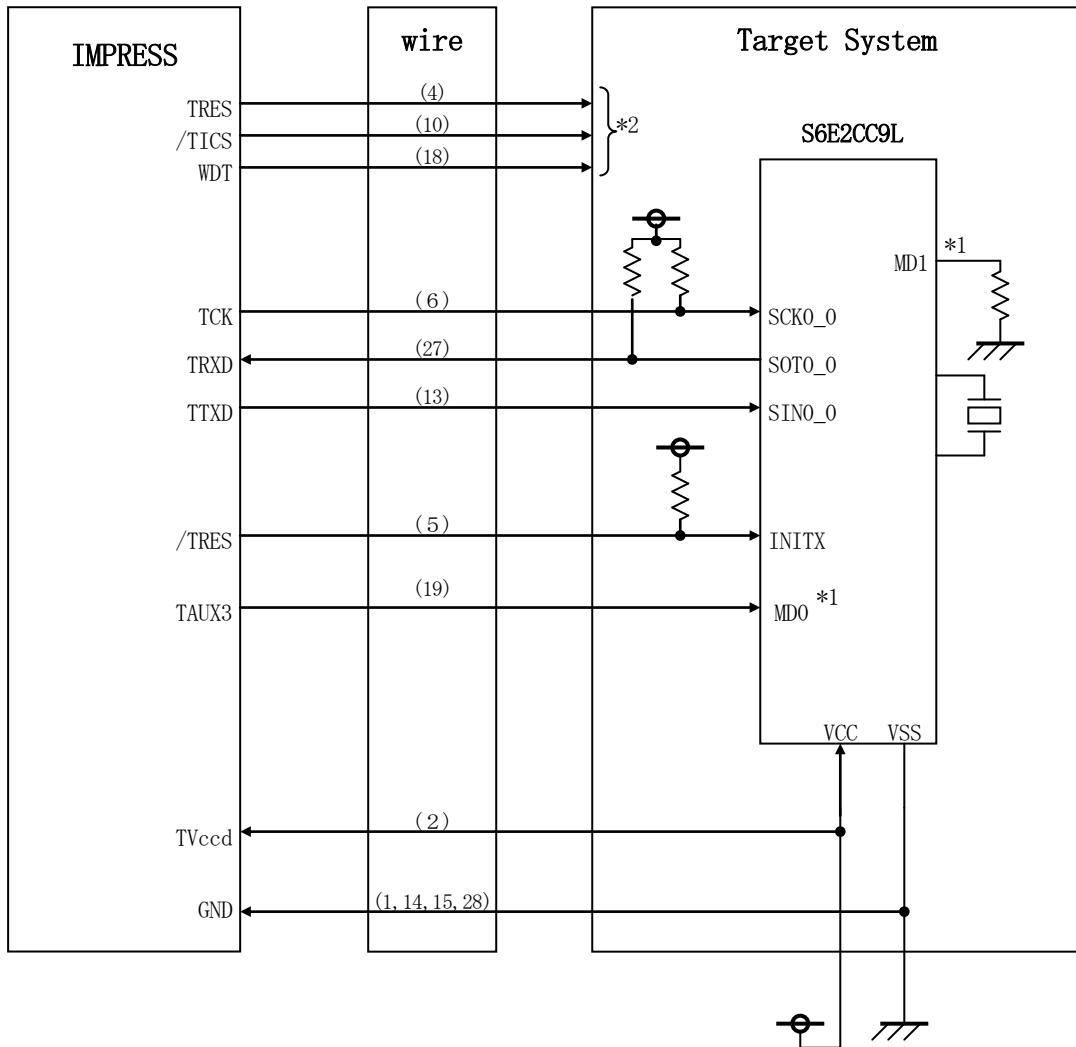 IMPRESS
wire
Target System
TRES
(4)
*2
/TICS
(10)
WDT
(18)
S6E2CC9L
MD1
*1
TCK
(6)
SCK0_0
TRXD
(27)
SOT0_0
TTXD
(13)
SIN0_0
/TRES
(5)
INITX
TAUX3
(19)
MD0
*1
VCC
VSS
TVccd
(2)
GND
(1,14,15,28)